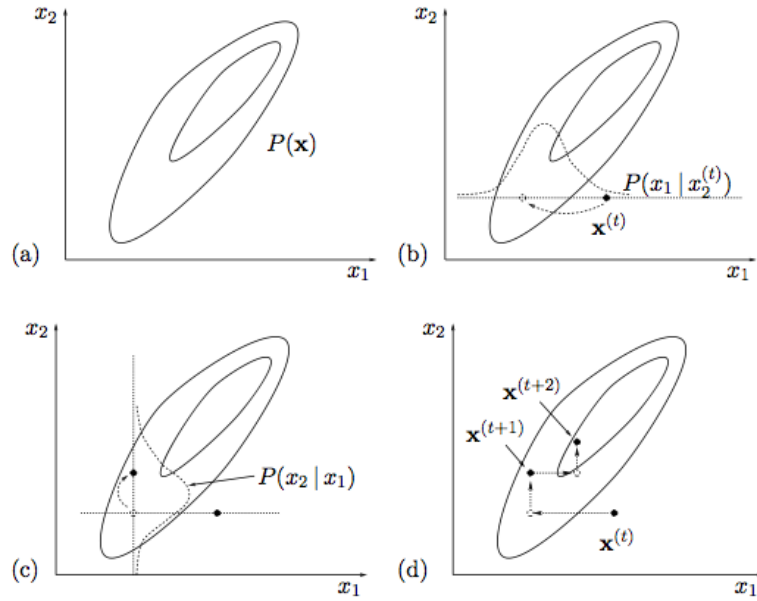 x₂
P(x)
(a)
x₁
x₂
P(x₁ | x₂⁽ᵗ⁾)
x⁽ᵗ⁾
(b)
x₁
x₂
P(x₂ | x₁)
(c)
x₁
x₂
x⁽ᵗ⁺²⁾
x⁽ᵗ⁺¹⁾
x⁽ᵗ⁾
(d)
x₁